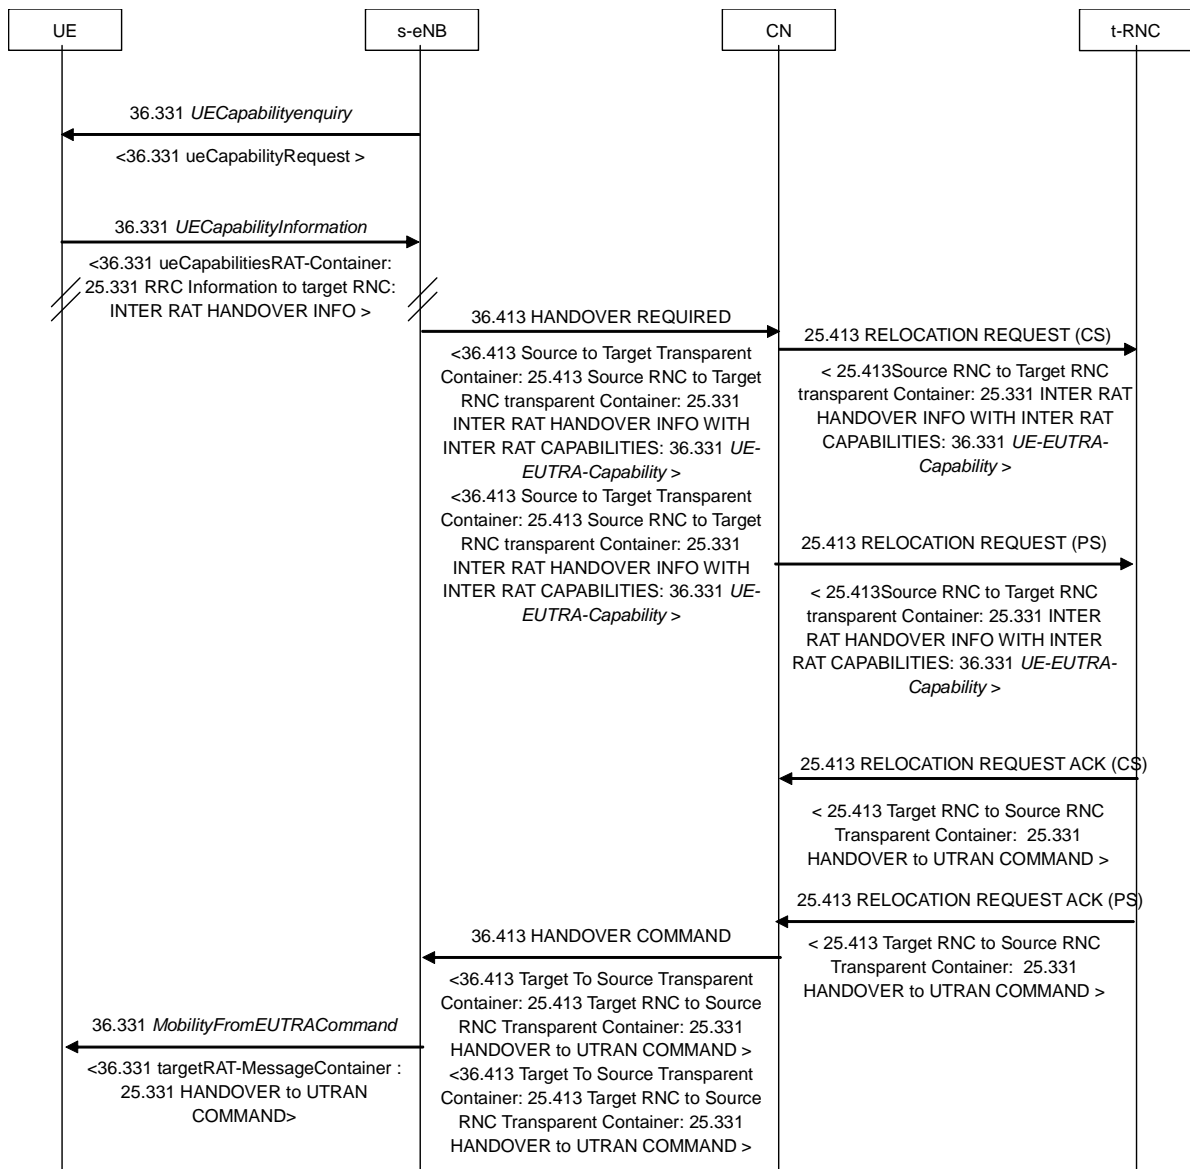 UE
s-eNB
CN
t-RNC
36.331 UECapabilityenquiry
<36.331 ueCapabilityRequest >
36.331 UECapabilityInformation
<36.331 ueCapabilitiesRAT-Container:
25.331 RRC Information to target RNC:
INTER RAT HANDOVER INFO >
36.413 HANDOVER REQUIRED
<36.413 Source to Target Transparent
Container: 25.413 Source RNC to Target
RNC transparent Container: 25.331
INTER RAT HANDOVER INFO WITH
INTER RAT CAPABILITIES: 36.331 UE-
EUTRA-Capability >
<36.413 Source to Target Transparent
Container: 25.413 Source RNC to Target
RNC transparent Container: 25.331
INTER RAT HANDOVER INFO WITH
INTER RAT CAPABILITIES: 36.331 UE-
EUTRA-Capability >
25.413 RELOCATION REQUEST (CS)
< 25.413Source RNC to Target RNC
transparent Container: 25.331 INTER RAT
HANDOVER INFO WITH INTER RAT
CAPABILITIES: 36.331 UE-EUTRA-
Capability >
25.413 RELOCATION REQUEST (PS)
< 25.413Source RNC to Target RNC
transparent Container: 25.331 INTER
RAT HANDOVER INFO WITH INTER
RAT CAPABILITIES: 36.331 UE-EUTRA-
Capability >
25.413 RELOCATION REQUEST ACK (CS)
< 25.413 Target RNC to Source RNC
Transparent Container: 25.331
HANDOVER to UTRAN COMMAND >
25.413 RELOCATION REQUEST ACK (PS)
< 25.413 Target RNC to Source RNC
Transparent Container: 25.331
HANDOVER to UTRAN COMMAND >
36.413 HANDOVER COMMAND
<36.413 Target To Source Transparent
Container: 25.413 Target RNC to Source
RNC Transparent Container: 25.331
HANDOVER to UTRAN COMMAND >
<36.413 Target To Source Transparent
Container: 25.413 Target RNC to Source
RNC Transparent Container: 25.331
HANDOVER to UTRAN COMMAND >
36.331 MobilityFromEUTRACommand
<36.331 targetRAT-MessageContainer :
25.331 HANDOVER to UTRAN
COMMAND>